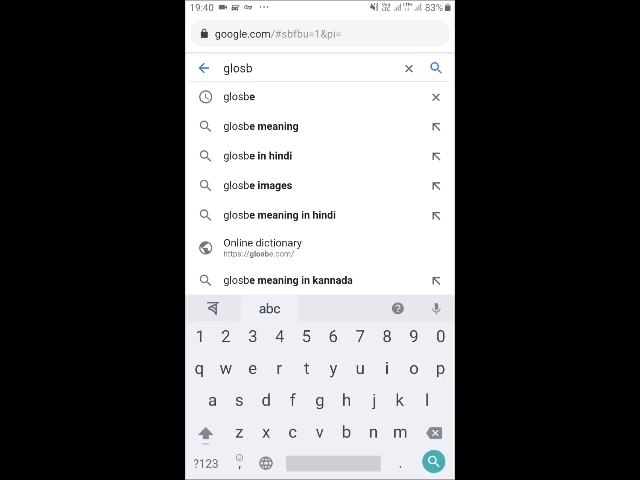 19:40
83%
google.com/#sbfbu=1&pi=
glosb
glosbe
glosbe meaning
glosbe in hindi
glosbe images
glosbe meaning in hindi
Online dictionary
https://glosbe.com/
glosbe meaning in kannada
abc
1 2 3 4 5 6 7 8 9 0
q w e r t y u i o p
a s d f g h j k l
z x c v b n m
?123 , .